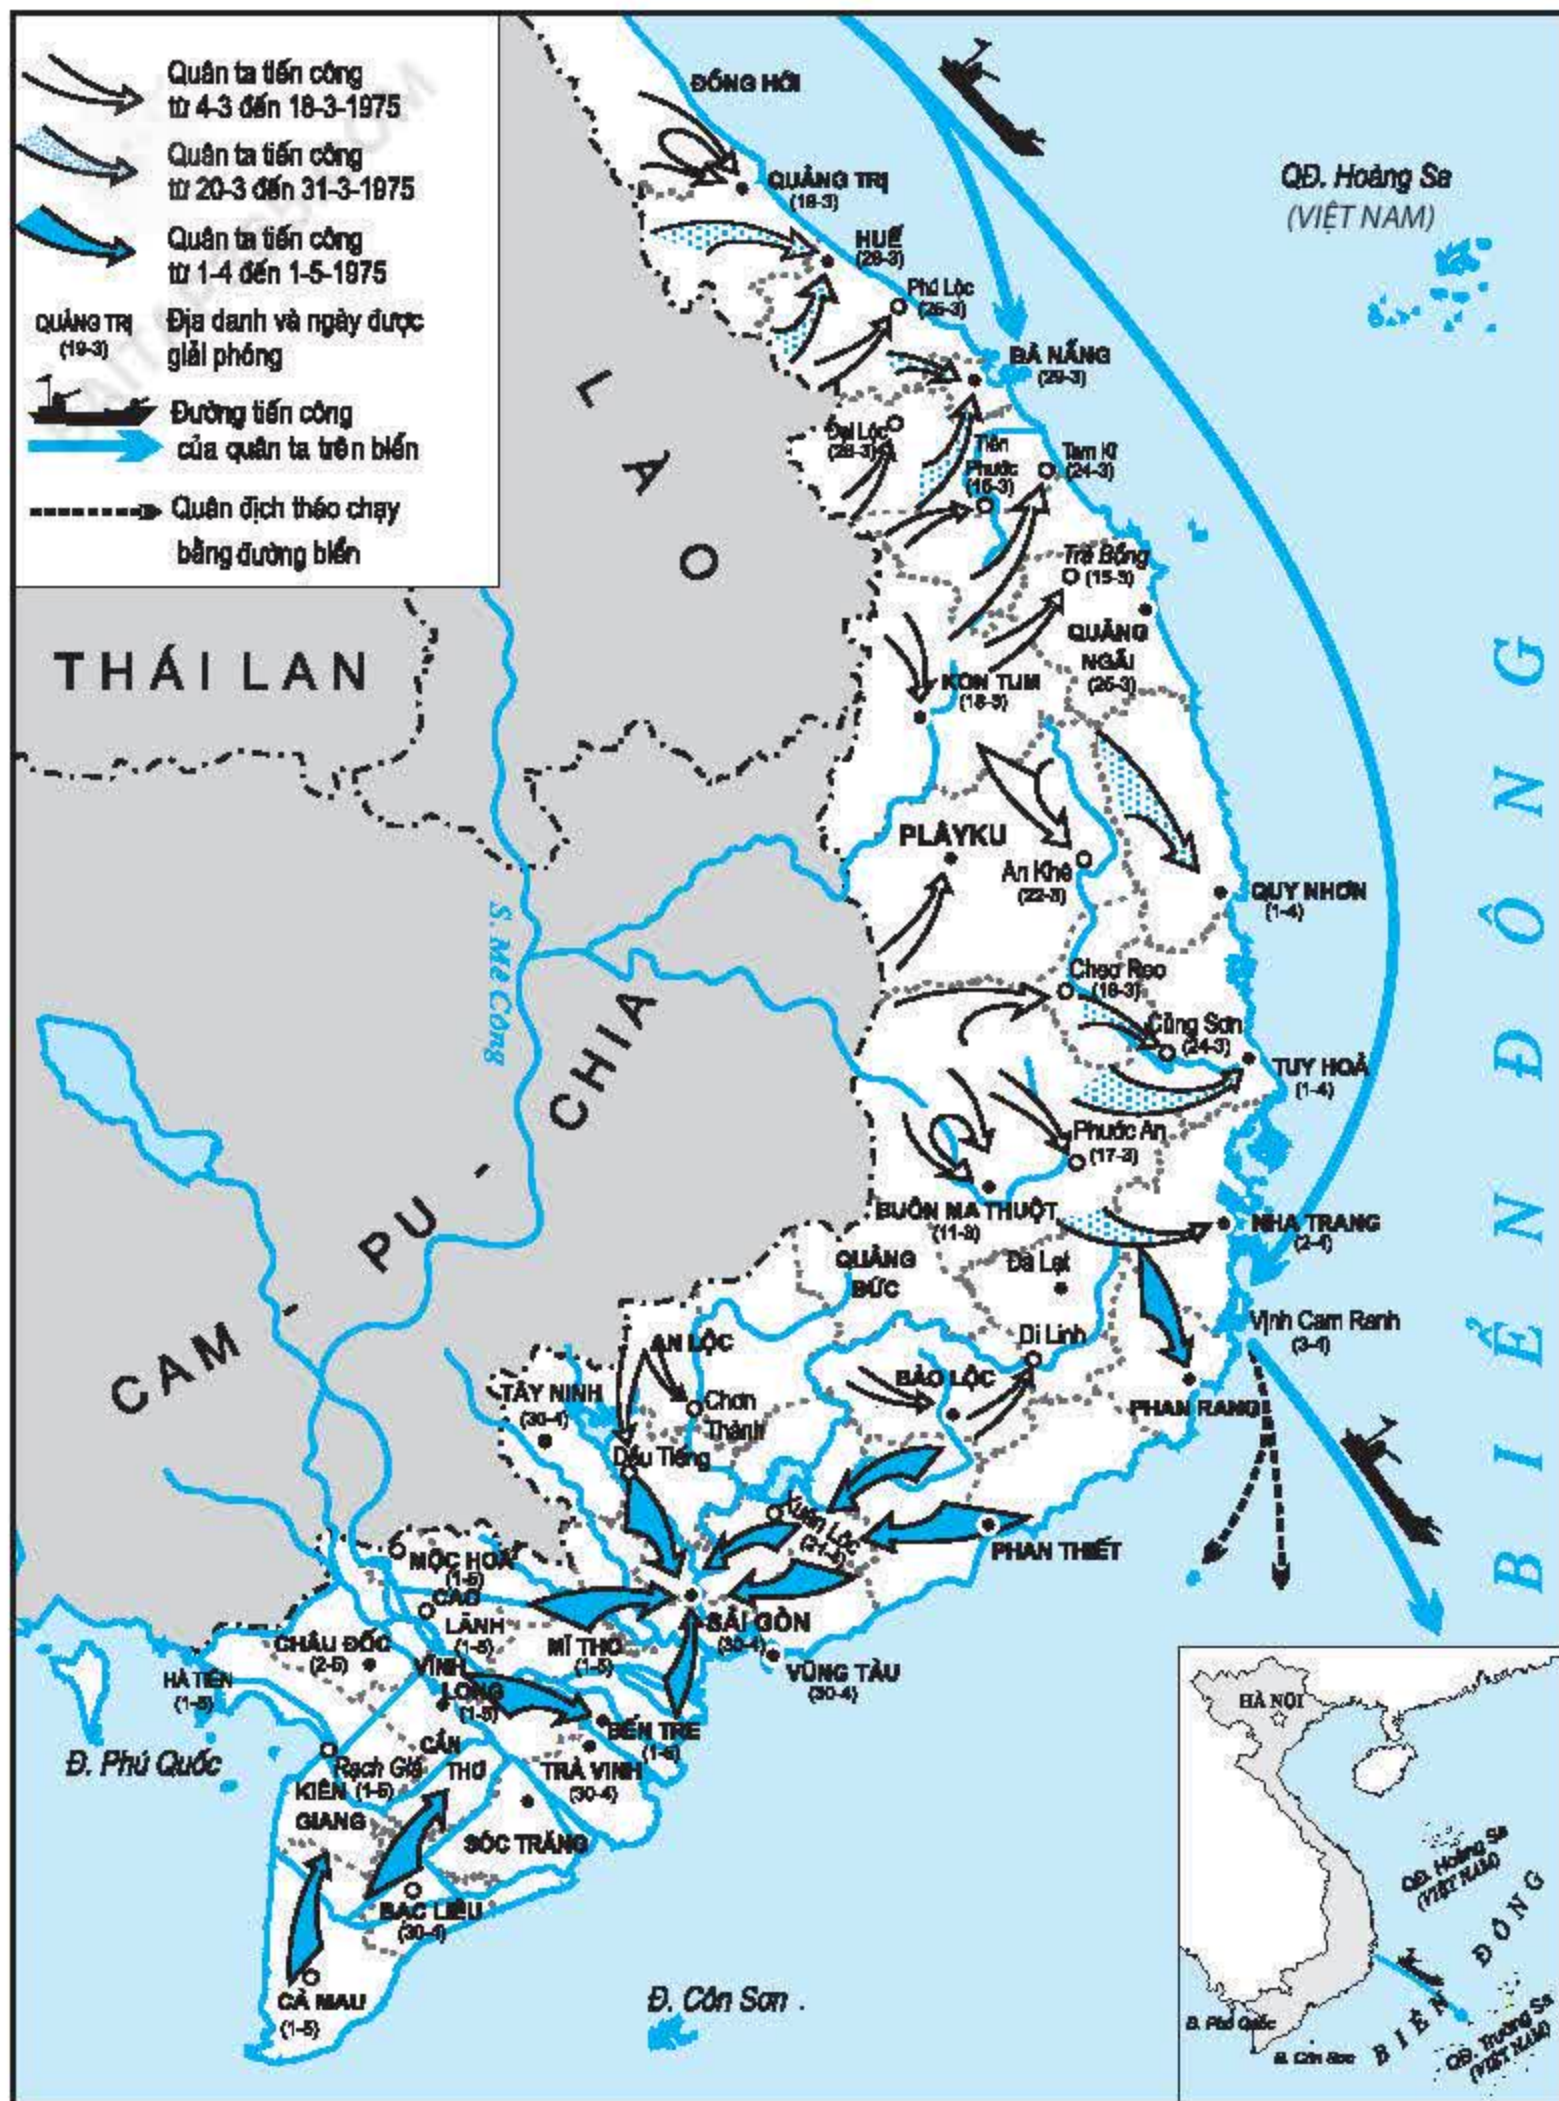 Quân ta tiến công
từ 4-3 đến 18-3-1975
Quân ta tiến công
từ 20-3 đến 31-3-1975
Quân ta tiến công
từ 1-4 đến 1-5-1975
QUẢNG TRỊ
(19-3)
Địa danh và ngày được
giải phóng
Đường tiến công
của quân ta trên biển
Quân địch tháo chạy
bằng đường biển
ĐỒNG HỚI
QUẢNG TRỊ
HUẾ
Phú Lộc
ĐÀ NẴNG
(29-3)
Đại Lộc
Tiên
Phước
Tam Kì
(24-3)
Trà Bồng
(15-3)
QUẢNG
NGÃI
KON TUM
PLÂYKU
An Khê
(22-3)
QUY NHƠN
(1-4)
Cheo Reo
Củng Sơn
(24-3)
TUY HOÀ
(1-4)
Phước An
(17-3)
BUÔN MA THUỘT
(11-3)
NHA TRANG
(2-4)
QUẢNG
ĐỨC
Đà Lạt
Vịnh Cam Ranh
(3-4)
Di Linh
AN LỘC
BẢO LỘC
TÂY NINH
(30-4)
Chơn
Thành
PHAN RANG
Dầu Tiếng
Xuân Lộc
(21-4)
PHAN THIẾT
MỘC HOÁ
(1-5)
CAO
LÃNH
(1-5)
SÀI GÒN
(30-4)
CHÂU ĐỐC
(2-5)
MĨ THO
(1-5)
HÀ TIÊN
(1-5)
VĨNH
LONG
(1-5)
VŨNG TÀU
(30-4)
BẾN TRE
Đ. Phú Quốc
Rạch Giá
(1-5)
CẦN
THƠ
TRÀ VINH
(30-4)
KIÊN
GIANG
SÓC TRĂNG
BẠC LIÊU
(30-4)
CÀ MAU
(1-5)
Đ. Côn Sơn
LÀO
THÁI LAN
CAM - PU - CHIA
S. Mê Công
QĐ. Hoàng Sa
(VIỆT NAM)
BIỂN ĐÔNG
HÀ NỘI
QĐ. Hoàng Sa
(VIỆT NAM)
BIỂN ĐÔNG
Đ. Phú Quốc
Đ. Côn Sơn
QĐ. Trường Sa
(VIỆT NAM)